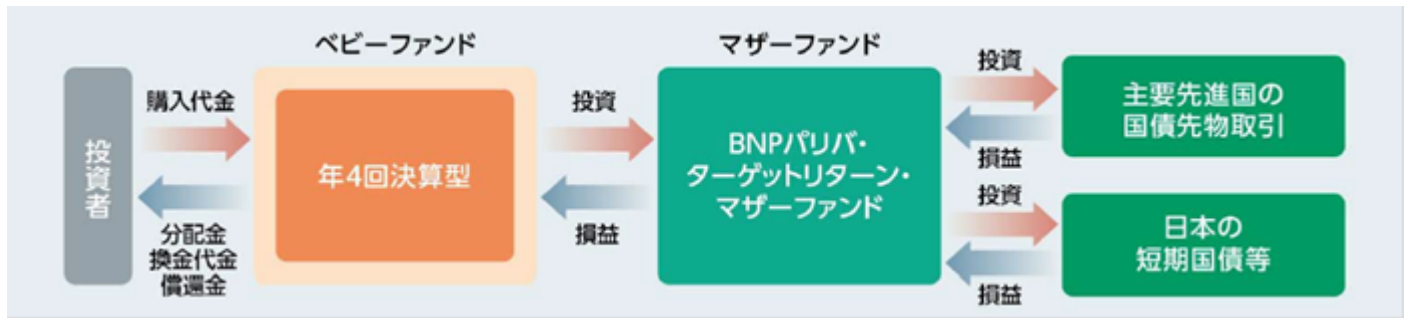 ベビーファンド
マザーファンド
投資者
購入代金
分配金
換金代金
償還金
年4回決算型
投資
損益
BNPパリバ・
ターゲットリターン・
マザーファンド
投資
損益
主要先進国の
国債先物取引
投資
損益
日本の
短期国債等